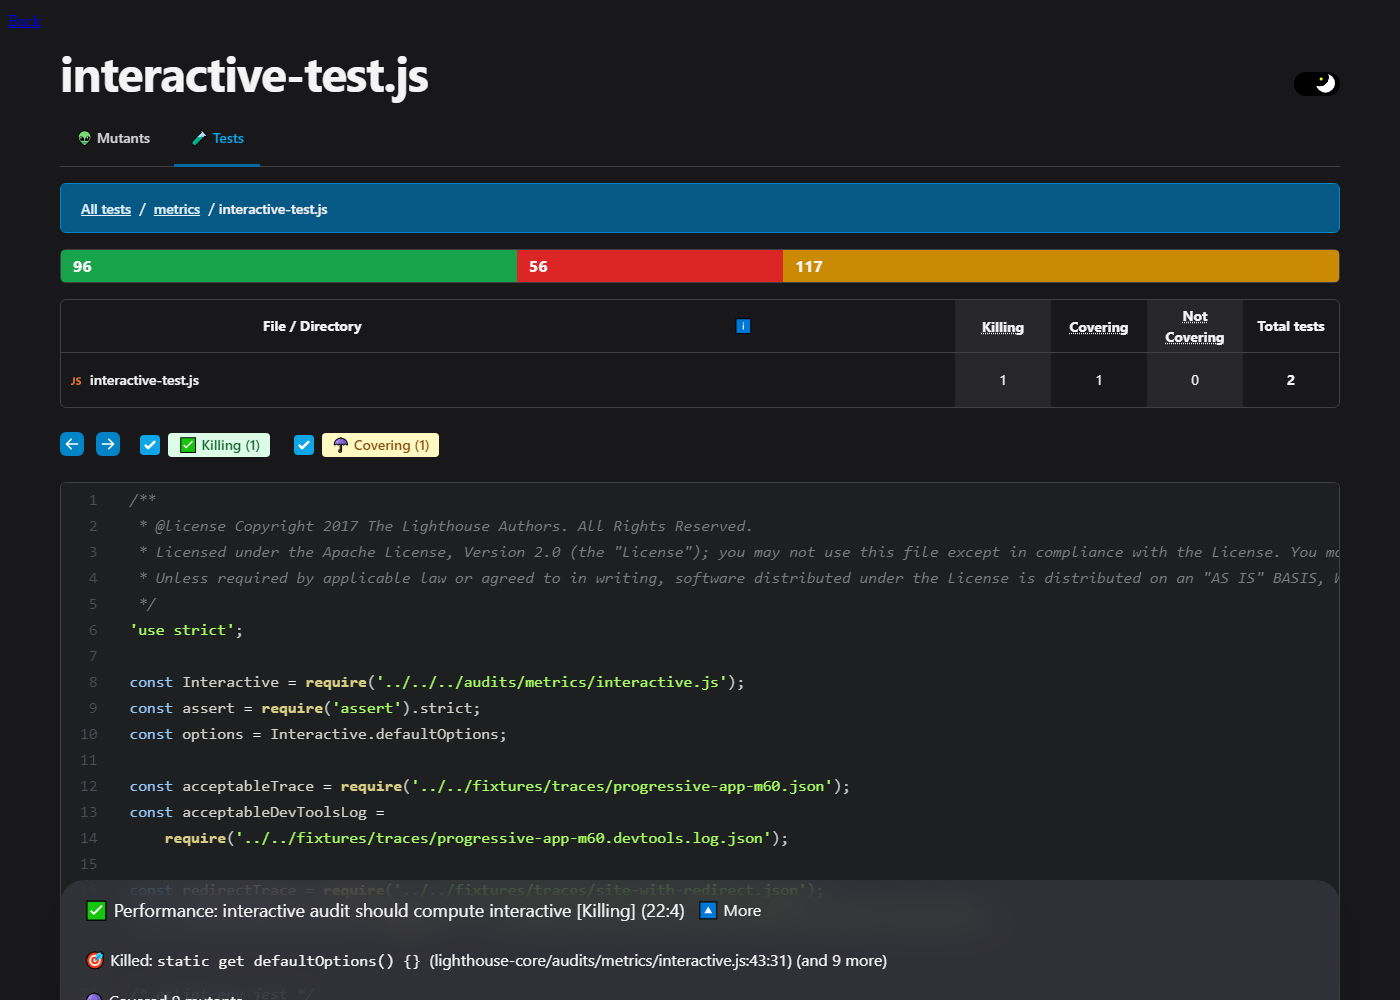 Back
interactive-test.js
👽 Mutants
🧪 Tests
All tests / metrics / interactive-test.js
96 56 117
File / Directory ℹ Killing Covering Not Covering Total tests
JS interactive-test.js 1 1 0 2
✅ Killing (1) ☂ Covering (1)
1 /**
2 * @license Copyright 2017 The Lighthouse Authors. All Rights Reserved.
3 * Licensed under the Apache License, Version 2.0 (the "License"); you may not use this file except in compliance with the License. You
4 * Unless required by applicable law or agreed to in writing, software distributed under the License is distributed on an "AS IS" BASIS,
5 */
6 'use strict';
7
8 const Interactive = require('../../../audits/metrics/interactive.js');
9 const assert = require('assert').strict;
10 const options = Interactive.defaultOptions;
11
12 const acceptableTrace = require('../../fixtures/traces/progressive-app-m60.json');
13 const acceptableDevToolsLog =
14 require('../../fixtures/traces/progressive-app-m60.devtools.log.json');
15
const redirectTrace = require('../../fixtures/traces/site-with-redirect.json');
✅ Performance: interactive audit should compute interactive [Killing] (22:4) 🔼 More
🎯 Killed: static get defaultOptions() {} (lighthouse-core/audits/metrics/interactive.js:43:31) (and 9 more)
/* eslint-env jest */
Covered 9 mutants